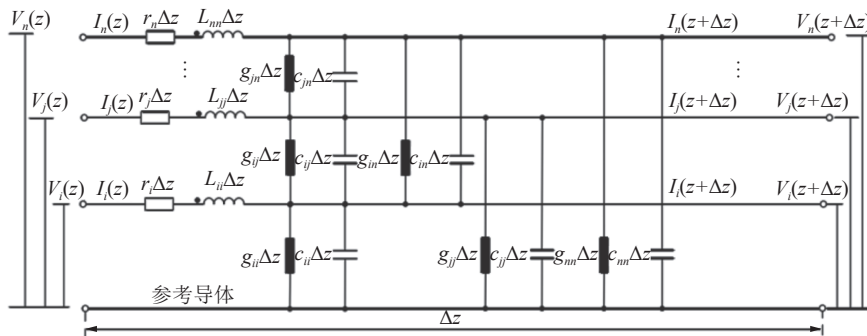 Vn(z) In(z) rnΔz LnnΔz In(z+Δz) Vn(z+Δz)
⋮ ⋮
gjnΔz cjnΔz
Vj(z) Ij(z) rjΔz LjjΔz Ij(z+Δz) Vj(z+Δz)
gijΔz cijΔz ginΔz cinΔz
Vi(z) Ii(z) riΔz LiiΔz Ii(z+Δz) Vi(z+Δz)
giiΔz ciiΔz gjjΔz cjjΔz gnnΔz cnnΔz
参考导体
Δz